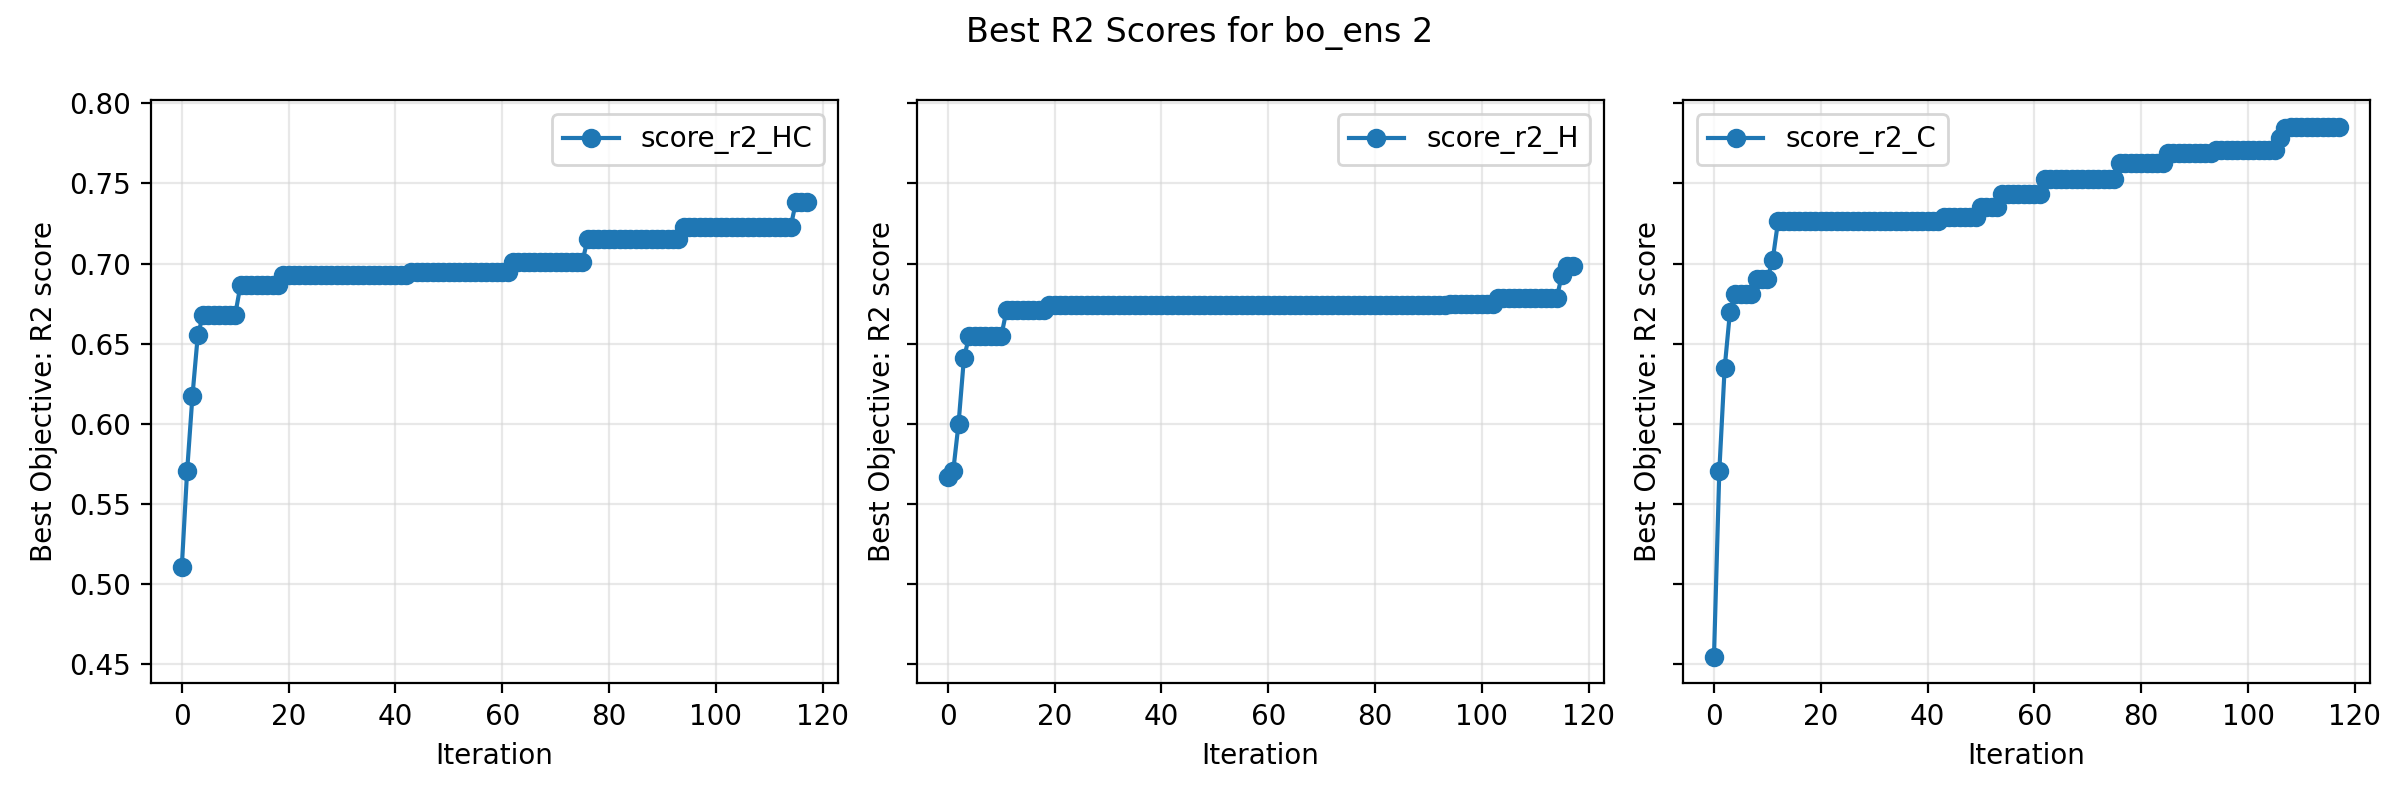 Best R2 Scores for bo_ens 2
Best Objective: R2 score
0.80
0.75
0.70
0.65
0.60
0.55
0.50
0.45
score_r2_HC
0 20 40 60 80 100 120
Iteration
Best Objective: R2 score
score_r2_H
0 20 40 60 80 100 120
Iteration
Best Objective: R2 score
score_r2_C
0 20 40 60 80 100 120
Iteration